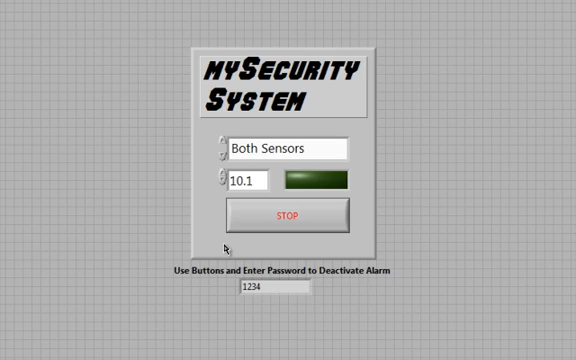 mySecurity
System
Both Sensors
10.1
STOP
Use Buttons and Enter Password to Deactivate Alarm
1234